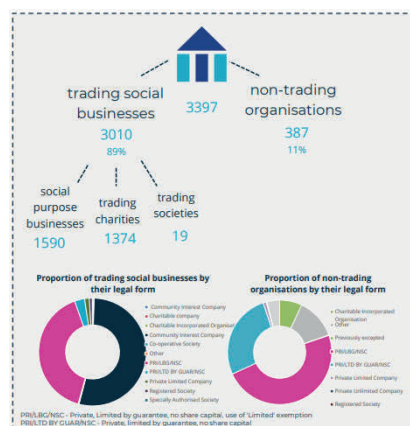 trading social
businesses
3010
89%
3397
non-trading
organisations
387
11%
social
purpose
businesses
1590
trading
charities
1374
trading
societies
19
Proportion of trading social businesses by
their legal form
Community Interest Company
Charitable company
Charitable Incorporated Organisat
Community Interest Company
Co-operative Society
Other
PRI/LBG/NSC
PRI/LTD BY GUAR/NSC
Private Limited Company
Registered Society
Specially Authorised Society
Proportion of non-trading
organisations by their legal form
Charitable Incorporated
Organisation
Other
Previously excepted
PRI/LBG/NSC
PRI/LTD BY GUAR/NSC
Private Limited Company
Private Unlimited Company
Registered Society
PRI/LBG/NSC - Private, Limited by guarantee, no share capital, use of 'Limited' exemption
PRI/LTD BY GUAR/NSC - Private, Limited by guarantee, no share capital